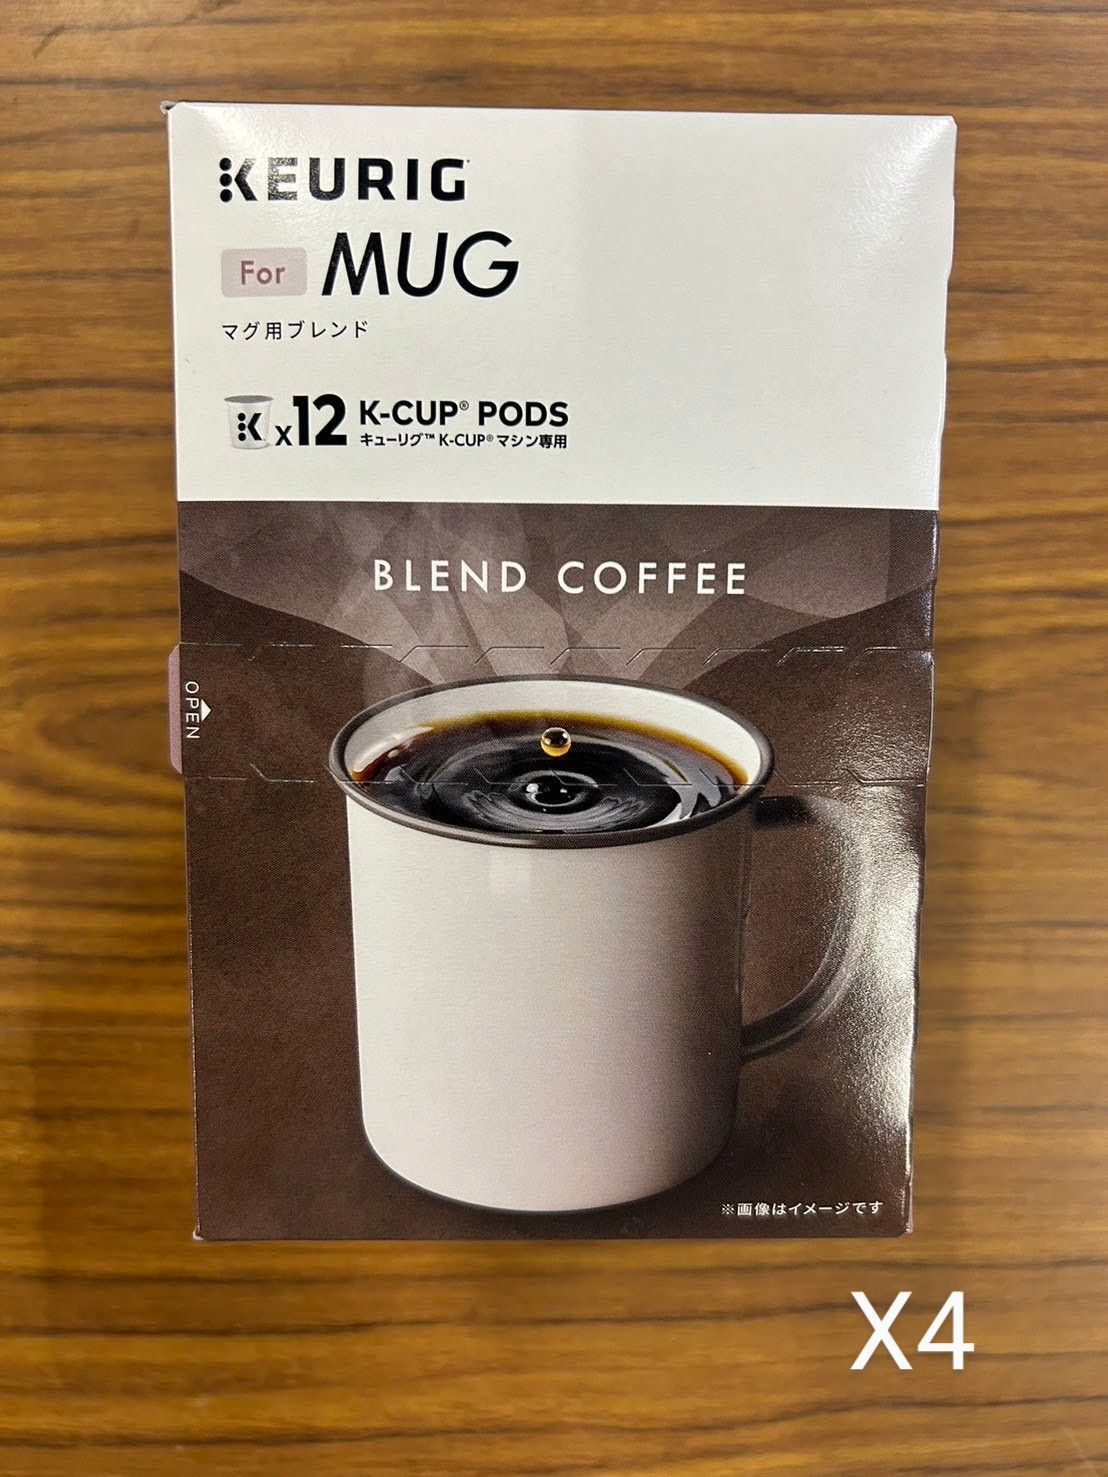 KEURIG
For MUG
マグ用ブレンド
K x12 K-CUP® PODS
キューリグ™ K-CUP® マシン専用
BLEND COFFEE
OPEN
※画像はイメージです
X4